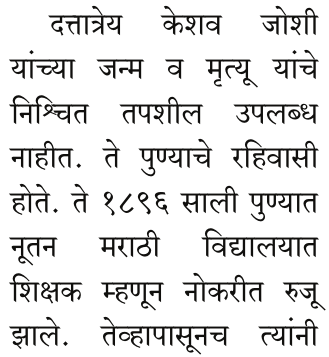 दत्तात्रेय केशव जोशी
यांच्या जन्म व मृत्यू यांचे
निश्चित तपशील उपलब्ध
नाहीत. ते पुण्याचे रहिवासी
होते. ते १८९६ साली पुण्यात
नूतन मराठी विद्यालयात
शिक्षक म्हणून नोकरीत रुजू
झाले. तेव्हापासूनच त्यांनी